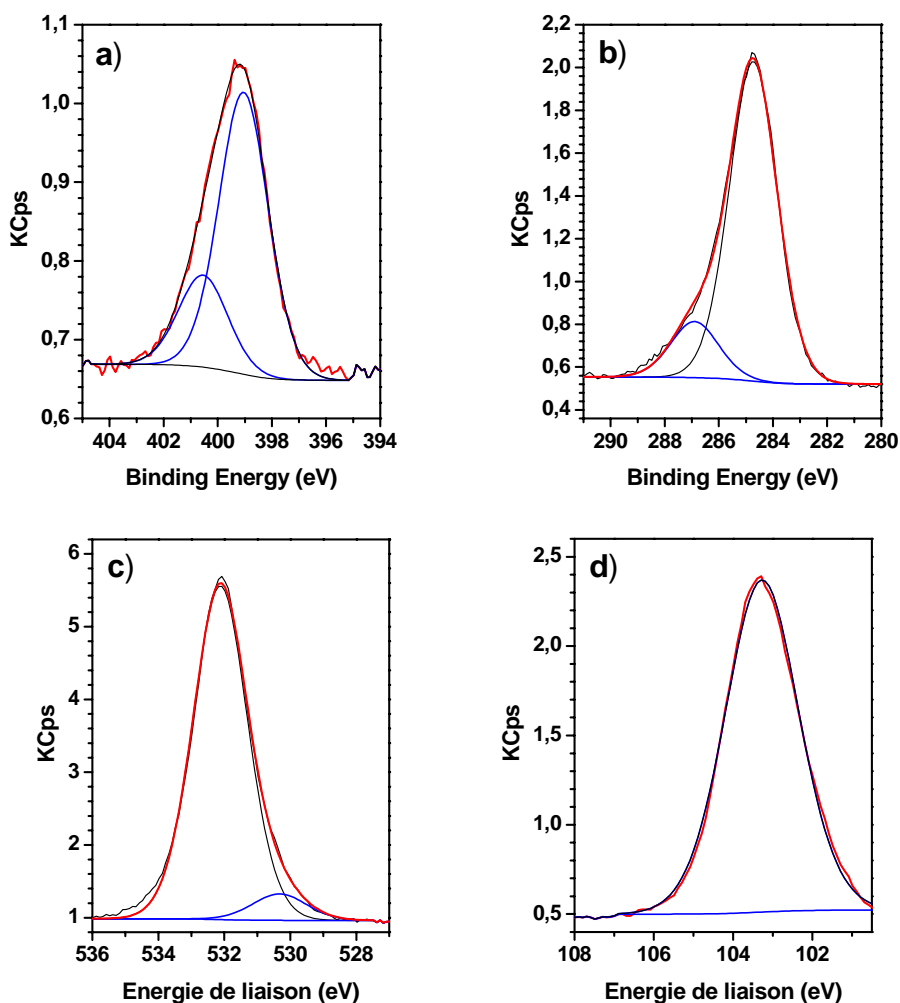 a)
1,1
1,0
0,9
0,8
0,7
0,6
KCps
404 402 400 398 396 394
Binding Energy (eV)
b)
2,2
2,0
1,8
1,6
1,4
1,2
1,0
0,8
0,6
0,4
KCps
290 288 286 284 282 280
Binding Energy (eV)
c)
6
5
4
3
2
1
KCps
536 534 532 530 528
Energie de liaison (eV)
d)
2,5
2,0
1,5
1,0
0,5
KCps
108 106 104 102
Energie de liaison (eV)